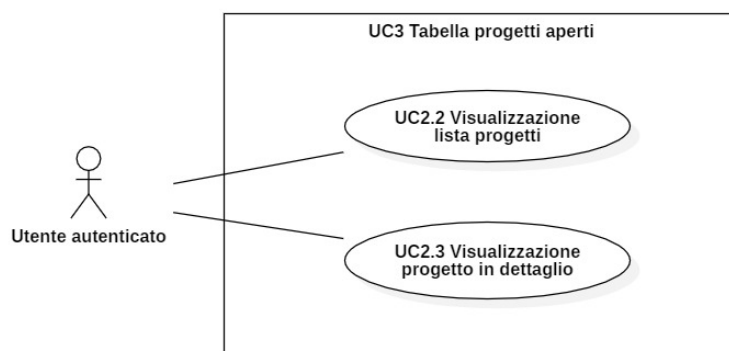 UC3 Tabella progetti aperti
UC2.2 Visualizzazione
lista progetti
Utente autenticato
UC2.3 Visualizzazione
progetto in dettaglio